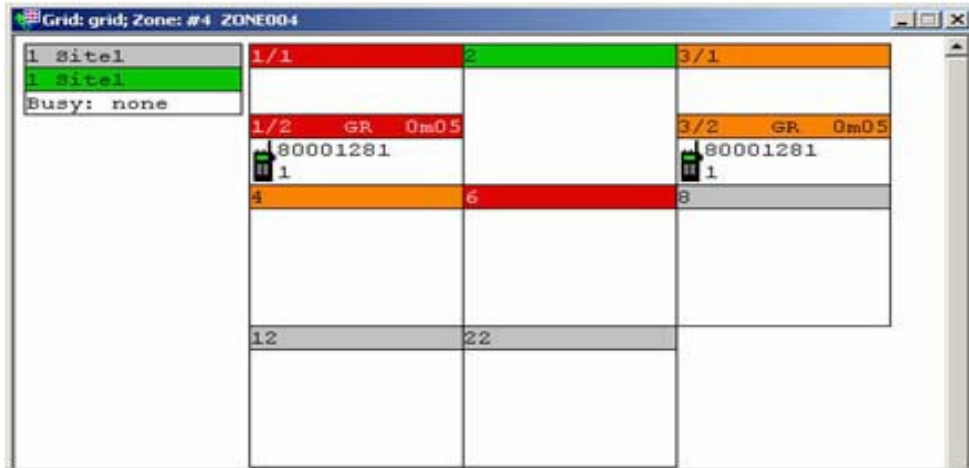 Grid: grid; Zone: #4 ZONE004
1 Site1
1 Site1
Busy: none
1/1
2
3/1
1/2 GR 0m05
80001281
1
3/2 GR 0m05
80001281
1
4
6
8
12
22